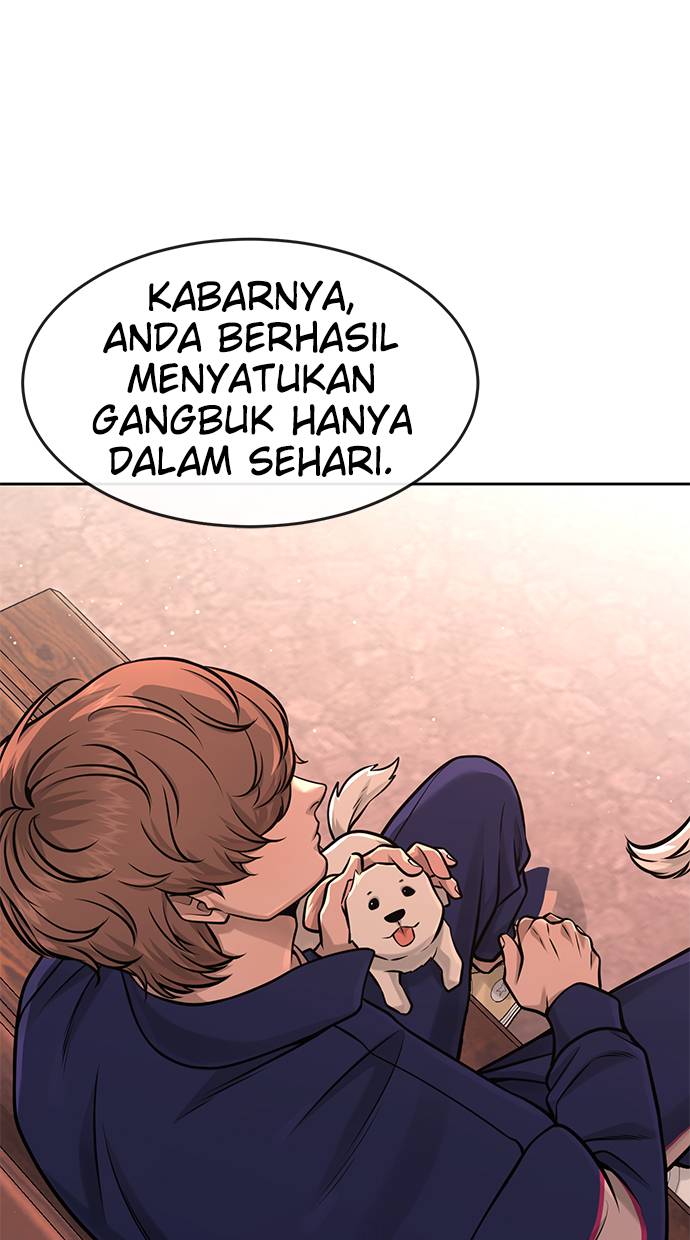 KABARNYA,
ANDA BERHASIL
MENYATUKAN
GANGBUK HANYA
DALAM SEHARI.